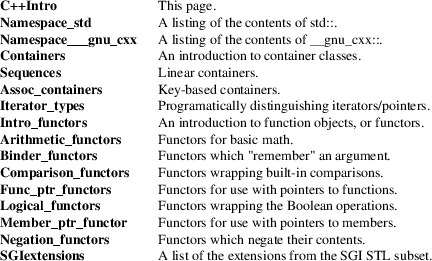 C++Intro This page.
Namespace_std A listing of the contents of std::.
Namespace___gnu_cxx A listing of the contents of __gnu_cxx::.
Containers An introduction to container classes.
Sequences Linear containers.
Assoc_containers Key-based containers.
Iterator_types Programatically distinguishing iterators/pointers.
Intro_functors An introduction to function objects, or functors.
Arithmetic_functors Functors for basic math.
Binder_functors Functors which "remember" an argument.
Comparison_functors Functors wrapping built-in comparisons.
Func_ptr_functors Functors for use with pointers to functions.
Logical_functors Functors wrapping the Boolean operations.
Member_ptr_functor Functors for use with pointers to members.
Negation_functors Functors which negate their contents.
SGIextensions A list of the extensions from the SGI STL subset.